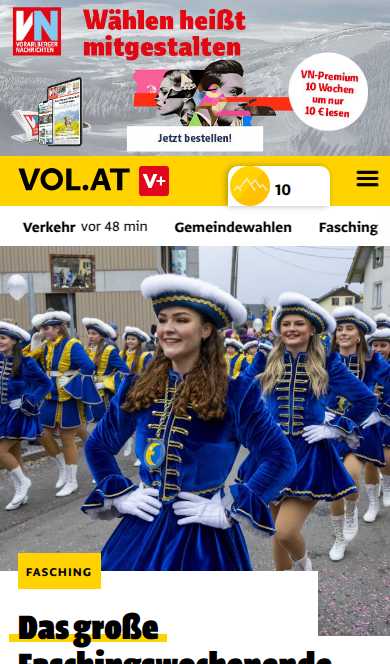 VN
VORARLBERGER
NACHRICHTEN
Wählen heißt
mitgestalten
VN-Premium
10 Wochen
um nur
10 € lesen
Jetzt bestellen!
VOL.AT V+
10
Verkehr vor 48 min Gemeindewahlen Fasching
FASCHING
Das große
Faschingswochenende